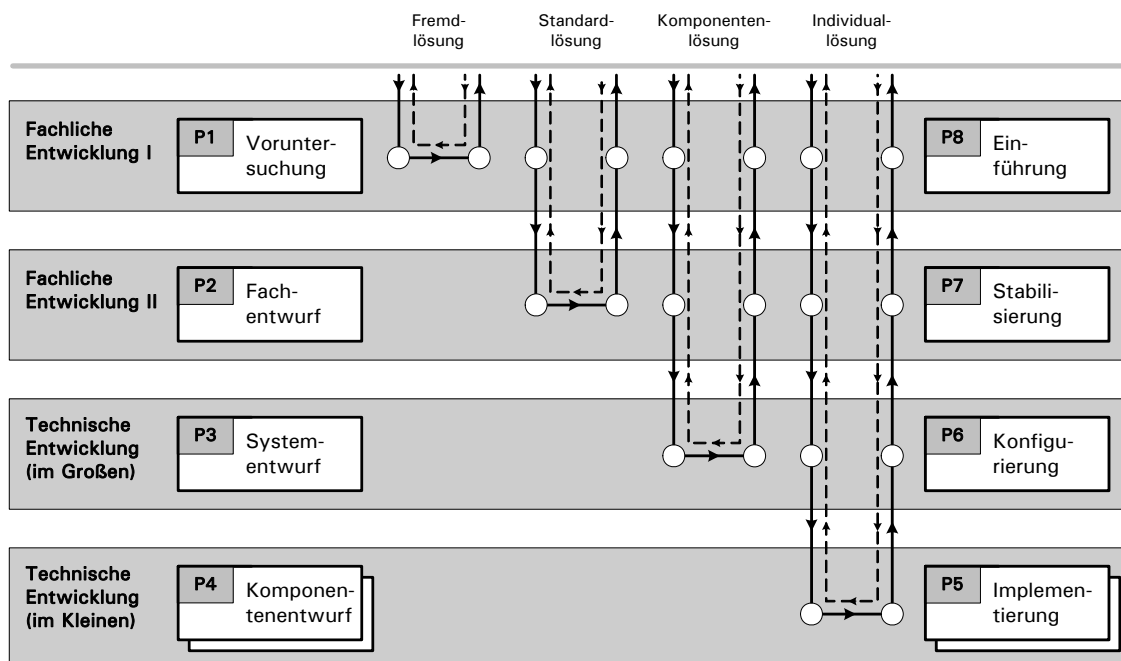 Fremd-
lösung
Standard-
lösung
Komponenten-
lösung
Individual-
lösung
Fachliche
Entwicklung I
P1
Vorunter-
suchung
P8
Ein-
führung
Fachliche
Entwicklung II
P2
Fach-
entwurf
P7
Stabili-
sierung
Technische
Entwicklung
(im Großen)
P3
System-
entwurf
P6
Konfigu-
rierung
Technische
Entwicklung
(im Kleinen)
P4
Komponen-
tenentwurf
P5
Implemen-
tierung